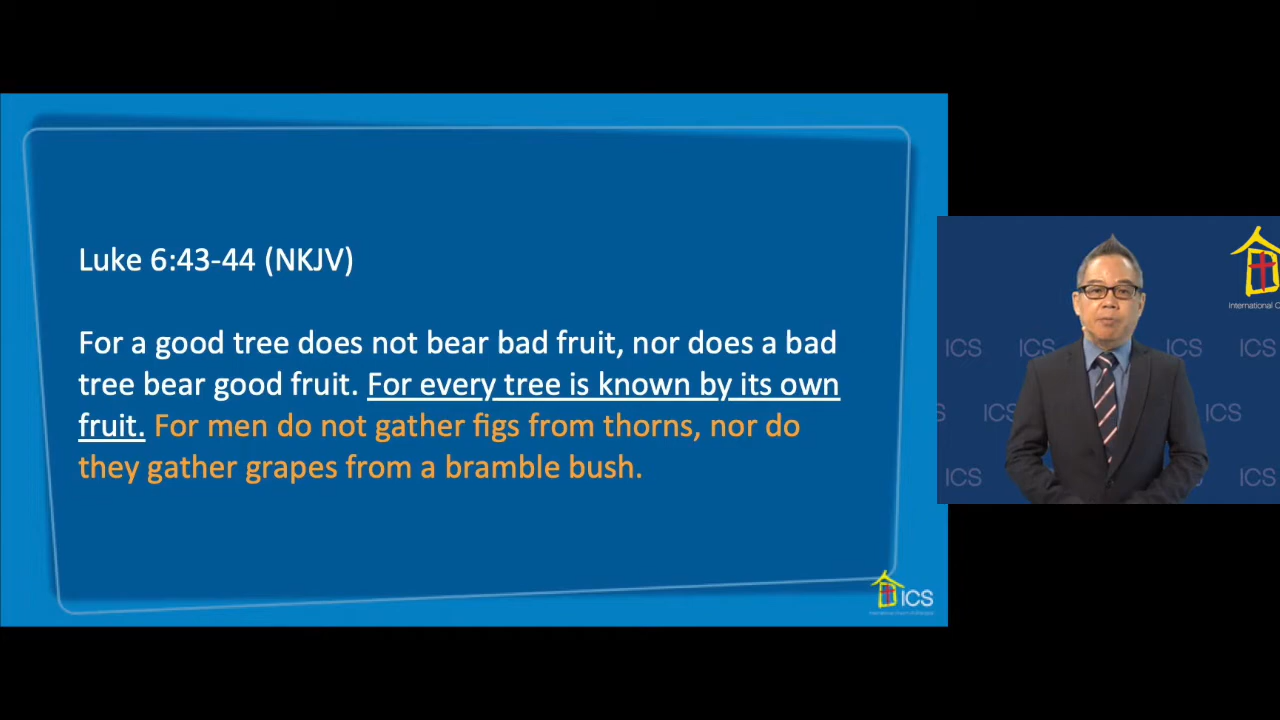 Luke 6:43-44 (NKJV)
For a good tree does not bear bad fruit, nor does a bad
tree bear good fruit. For every tree is known by its own
fruit. For men do not gather figs from thorns, nor do
they gather grapes from a bramble bush.
ICS
International C
ICS ICS ICS ICS
ICS ICS
ICS ICS